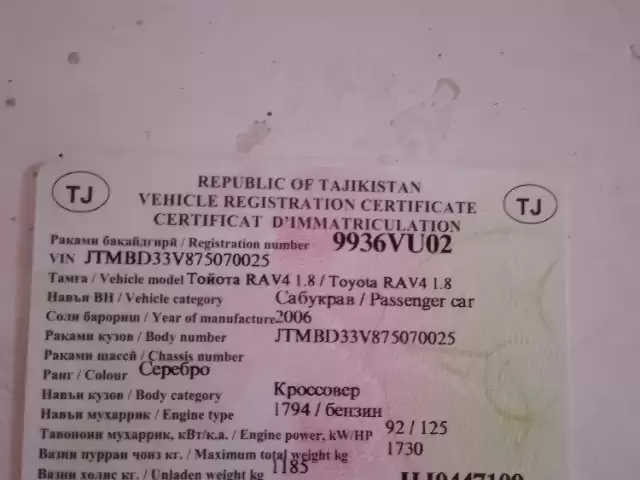 TJ REPUBLIC OF TAJIKISTAN TJ
VEHICLE REGISTRATION CERTIFICATE
CERTIFICAT D'IMMATRICULATION
Раками бакайдгирӣ / Registration number 9936VU02
VIN JTMBD33V875070025
Тамға / Vehicle model Тойота RAV4 1.8 / Toyota RAV4 1.8
Навъи ВН / Vehicle category Сабукрав / Passenger car
Соли барориш / Year of manufacture 2006
Раками кузов / Body number JTMBD33V875070025
Раками шассей / Chassis number
Ранг / Colour Серебро
Навъи кузов / Body category Кроссовер
Навъи мухаррик / Engine type 1794 / бензин
Тавоноии мухаррик, кВт/к.а. / Engine power, kW/HP 92 / 125
Вазни пурраи чоиз кг. / Maximum total weight kg 1730
Вазни холис кг. / Unladen weight kg 1185